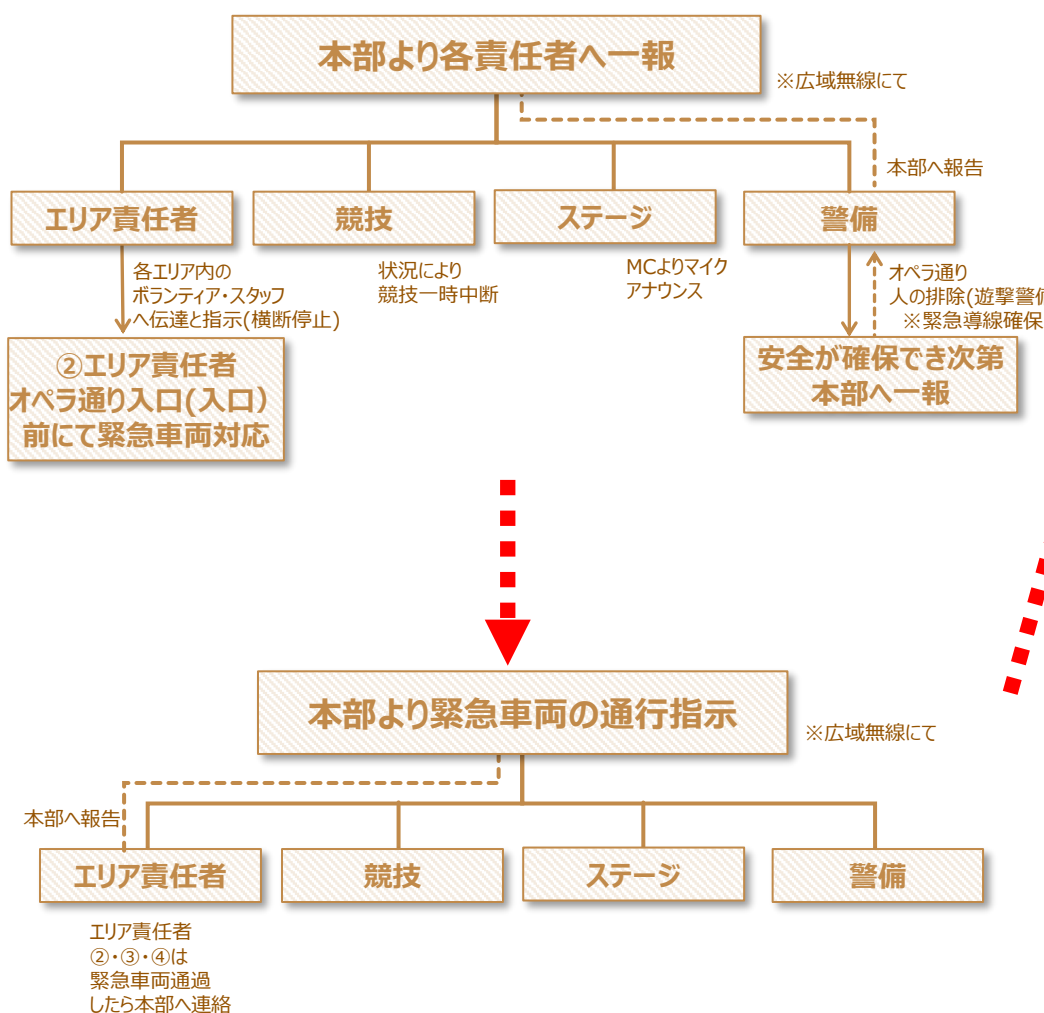 本部より各責任者へ一報
※広域無線にて
本部へ報告
エリア責任者
競技
ステージ
警備
各エリア内の
ボランティア・スタッフ
へ伝達と指示(横断停止)
状況により
競技一時中断
MCよりマイク
アナウンス
オペラ通り
人の排除(遊撃警備
※緊急導線確保
②エリア責任者
オペラ通り入口(入口）
前にて緊急車両対応
安全が確保でき次第
本部へ一報
本部より緊急車両の通行指示
※広域無線にて
本部へ報告
エリア責任者
競技
ステージ
警備
エリア責任者
②・③・④は
緊急車両通過
したら本部へ連絡